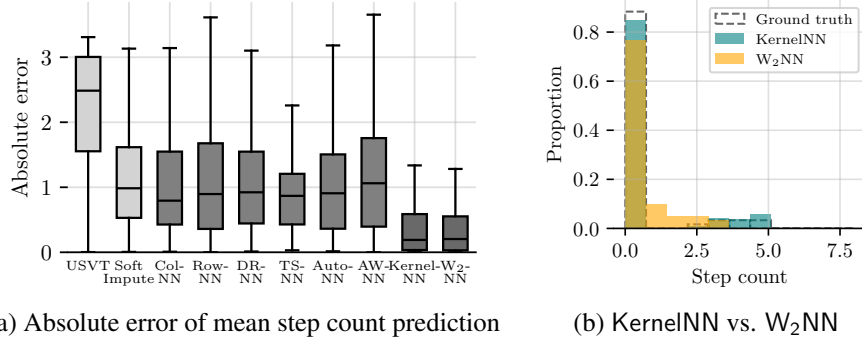 Absolute error
3
2
1
0
USVT Soft Impute Col-NN Row-NN DR-NN TS-NN Auto-NN AW-NN Kernel-NN W₂-NN
a) Absolute error of mean step count prediction
Proportion
0.8
0.6
0.4
0.2
0.0
Ground truth
KernelNN
W₂NN
0.0 2.5 5.0 7.5
Step count
(b) KernelNN vs. W₂NN